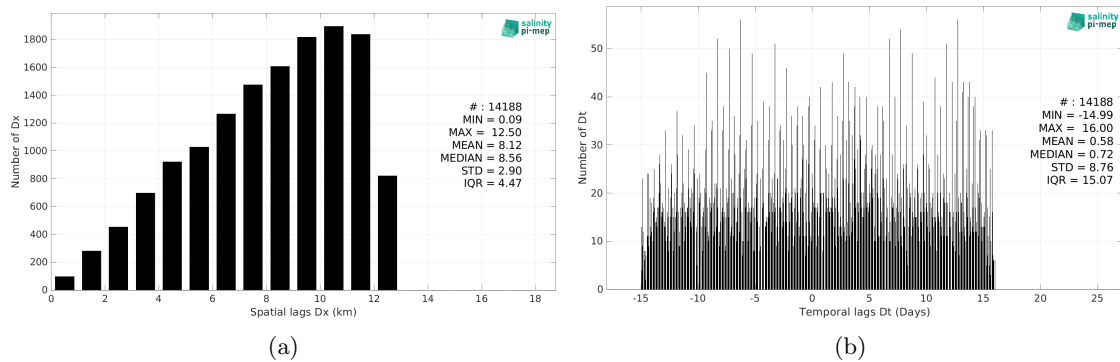 salinity
pi-mep
1800
1600
1400
1200
1000
800
600
400
200
0
Number of Dx
# : 14188
MIN = 0.09
MAX = 12.50
MEAN = 8.12
MEDIAN = 8.56
STD = 2.90
IQR = 4.47
0 2 4 6 8 10 12 14 16 18
Spatial lags Dx (km)
(a)
salinity
pi-mep
50
40
30
20
10
0
Number of Dt
# : 14188
MIN = -14.99
MAX = 16.00
MEAN = 0.58
MEDIAN = 0.72
STD = 8.76
IQR = 15.07
-15 -10 -5 0 5 10 15 20 25
Temporal lags Dt (Days)
(b)